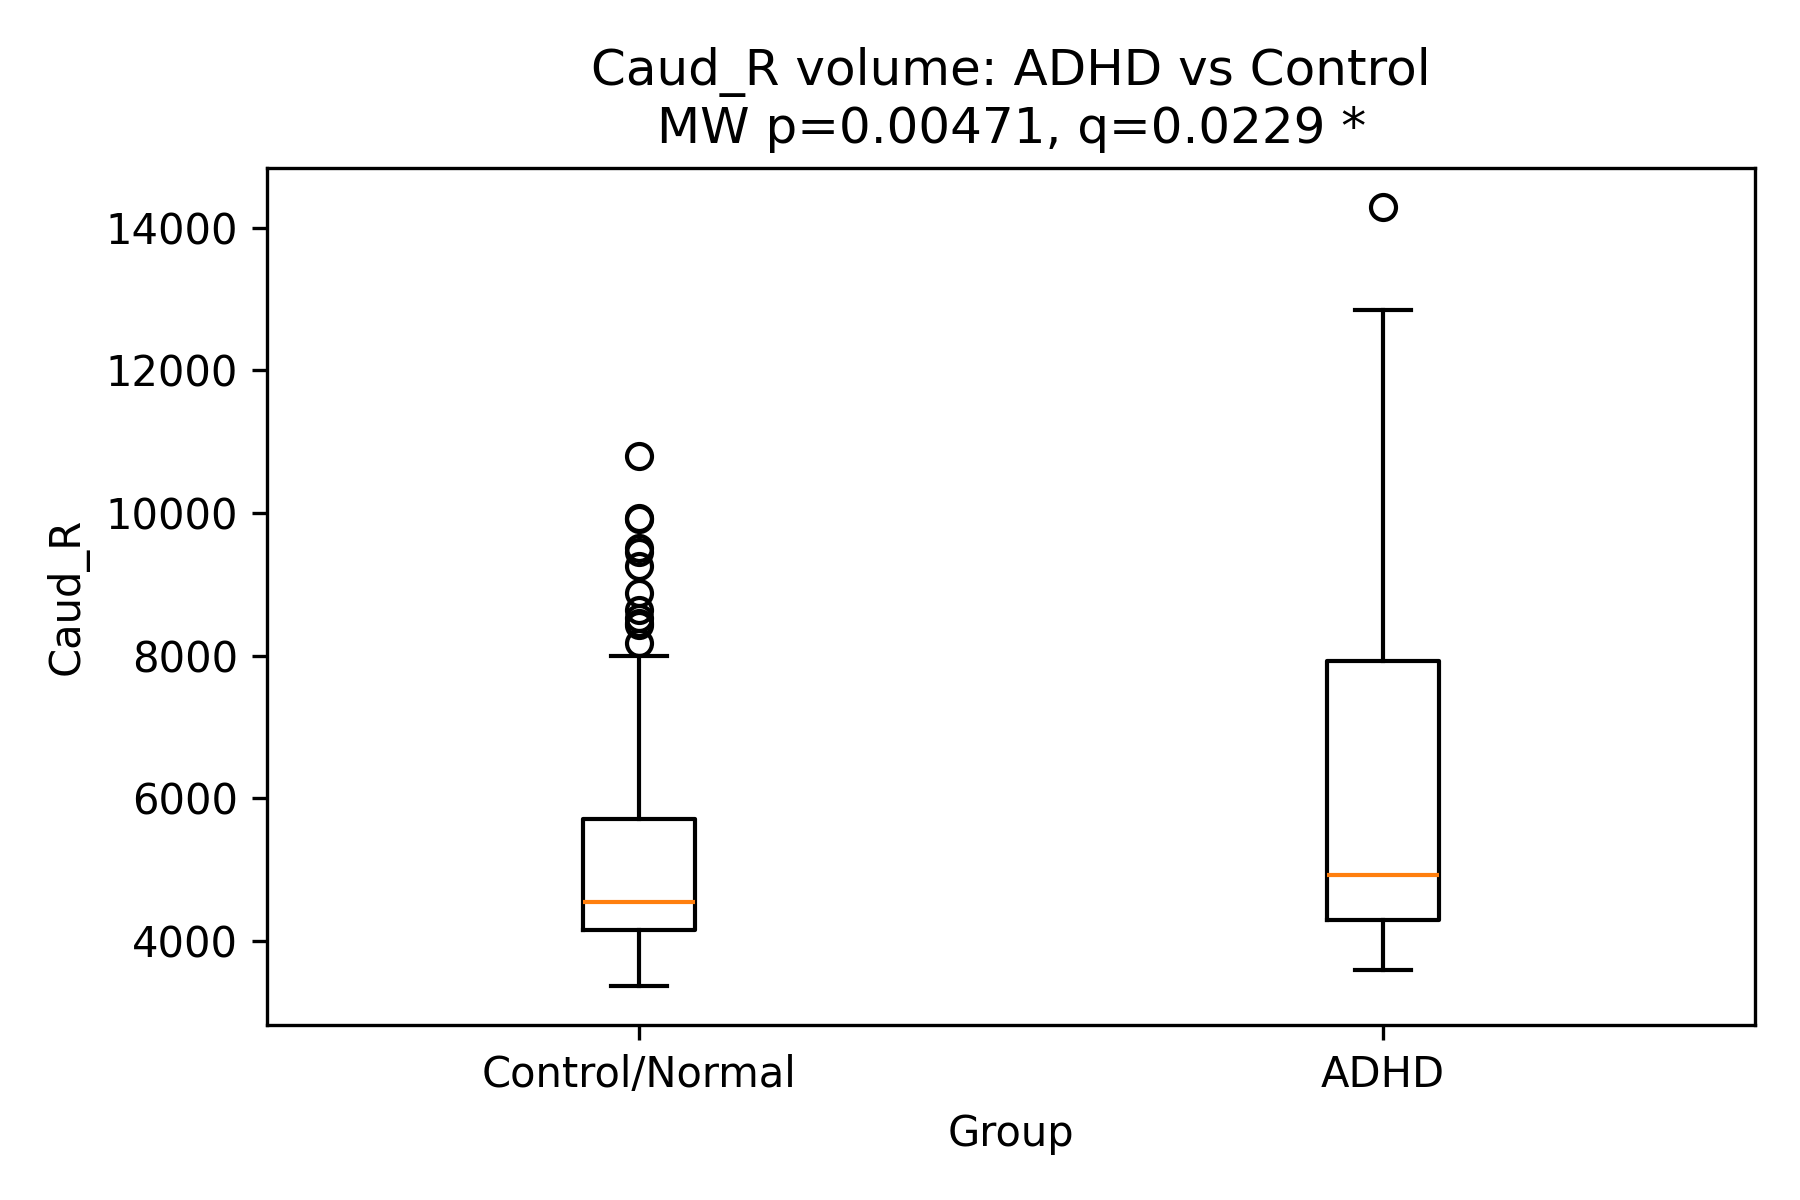 Caud_R volume: ADHD vs Control
MW p=0.00471, q=0.0229 *
14000
12000
10000
8000
6000
4000
Caud_R
Control/Normal
ADHD
Group